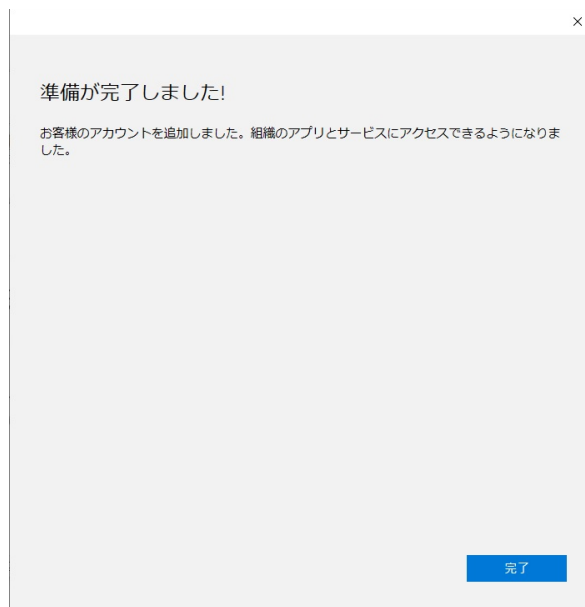 準備が完了しました!
お客様のアカウントを追加しました。組織のアプリとサービスにアクセスできるようになりま
した。
完了